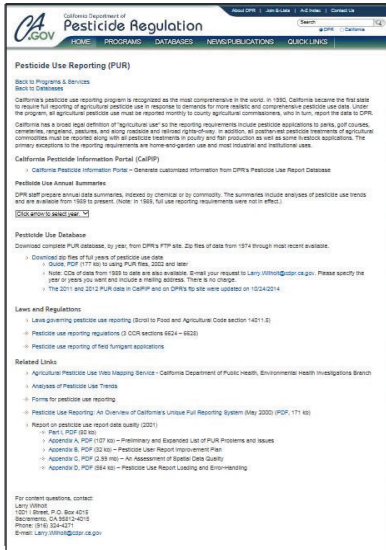 About DPR | Join E-Lists | A-Z Index | Contact Us
California Department of
Pesticide Regulation
CA
.GOV
Search
DPR California
HOME PROGRAMS DATABASES NEWS/PUBLICATIONS QUICK LINKS
Pesticide Use Reporting (PUR)
Back to Programs & Services
Back to Databases
California's pesticide use reporting program is recognized as the most comprehensive in the world. In 1990, California became the first state
to require full reporting of agricultural pesticide use in response to demands for more realistic and comprehensive pesticide use data. Under
the program, all agricultural pesticide use must be reported monthly to county agricultural commissioners, who in turn, report the data to DPR.
California has a broad legal definition of "agricultural use" so the reporting requirements include pesticide applications to parks, golf courses,
cemeteries, rangeland, pastures, and along roadside and railroad rights-of-way. In addition, all postharvest pesticide treatments of agricultural
commodities must be reported along with all pesticide treatments in poultry and fish production as well as some livestock applications. The
primary exceptions to the reporting requirements are home-and-garden use and most industrial and institutional uses.
California Pesticide Information Portal (CalPIP)
California Pesticide Information Portal – Generate customized information from DPR's Pesticide Use Report Database
Pesticide Use Annual Summaries
DPR staff prepare annual data summaries, indexed by chemical or by commodity. The summaries include analyses of pesticide use trends
and are available from 1989 to present. (Note: In 1989, full use reporting requirements were not in effect.)
Click arrow to select year.
Pesticide Use Database
Download complete PUR database, by year, from DPR's FTP site. Zip files of data from 1974 through most recent available.
Download zip files of full years of pesticide use data
Guide, PDF (177 kb) to using PUR files, 2002 and later
Note: CDs of data from 1989 to date are also available. E-mail your request to Larry.Wilhoit@cdpr.ca.gov. Please specify the
year or years you want and include a mailing address. There is no charge.
The 2011 and 2012 PUR data in CalPIP and on DPR's ftp site were updated on 10/24/2014
Laws and Regulations
Laws governing pesticide use reporting (Scroll to Food and Agricultural Code section 14011.5)
Pesticide use reporting regulations (3 CCR sections 6624 – 6628)
Pesticide use reporting of field fumigant applications
Related Links
Agricultural Pesticide Use Web Mapping Service - California Department of Public Health, Environmental Health Investigations Branch
Analyses of Pesticide Use Trends
Forms for pesticide use reporting
Pesticide Use Reporting: An Overview of California's Unique Full Reporting System (May 2000) (PDF, 171 kb)
Report on pesticide use report data quality (2001)
Part I, PDF (92 kb)
Appendix A, PDF (107 kb) – Preliminary and Expanded List of PUR Problems and Issues
Appendix B, PDF (32 kb) – Pesticide User Report Improvement Plan
Appendix C, PDF (2.99 mb) – An Assessment of Spatial Data Quality
Appendix D, PDF (564 kb) – Pesticide Use Report Loading and Error-Handling
For content questions, contact:
Larry Wilhoit
1001 I Street, P.O. Box 4015
Sacramento, CA 95812-4015
Phone: (916) 324-4271
E-mail: Larry.Wilhoit@cdpr.ca.gov